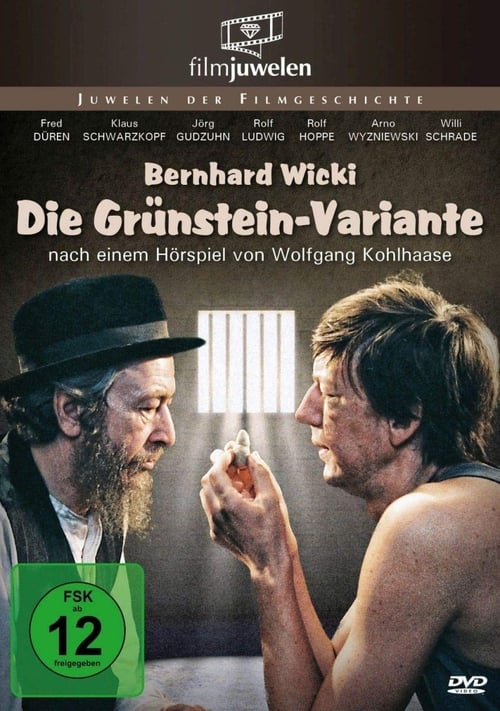 filmjuwelen
JUWELEN DER FILMGESCHICHTE
Fred Klaus Jörg Rolf Rolf Arno Willi
DÜREN SCHWARZKOPF GUDZUHN LUDWIG HOPPE WYZNIEWSKI SCHRADE
Bernhard Wicki
Die Grünstein-Variante
nach einem Hörspiel von Wolfgang Kohlhaase
FSK
ab
12
freigegeben
DVD
VIDEO